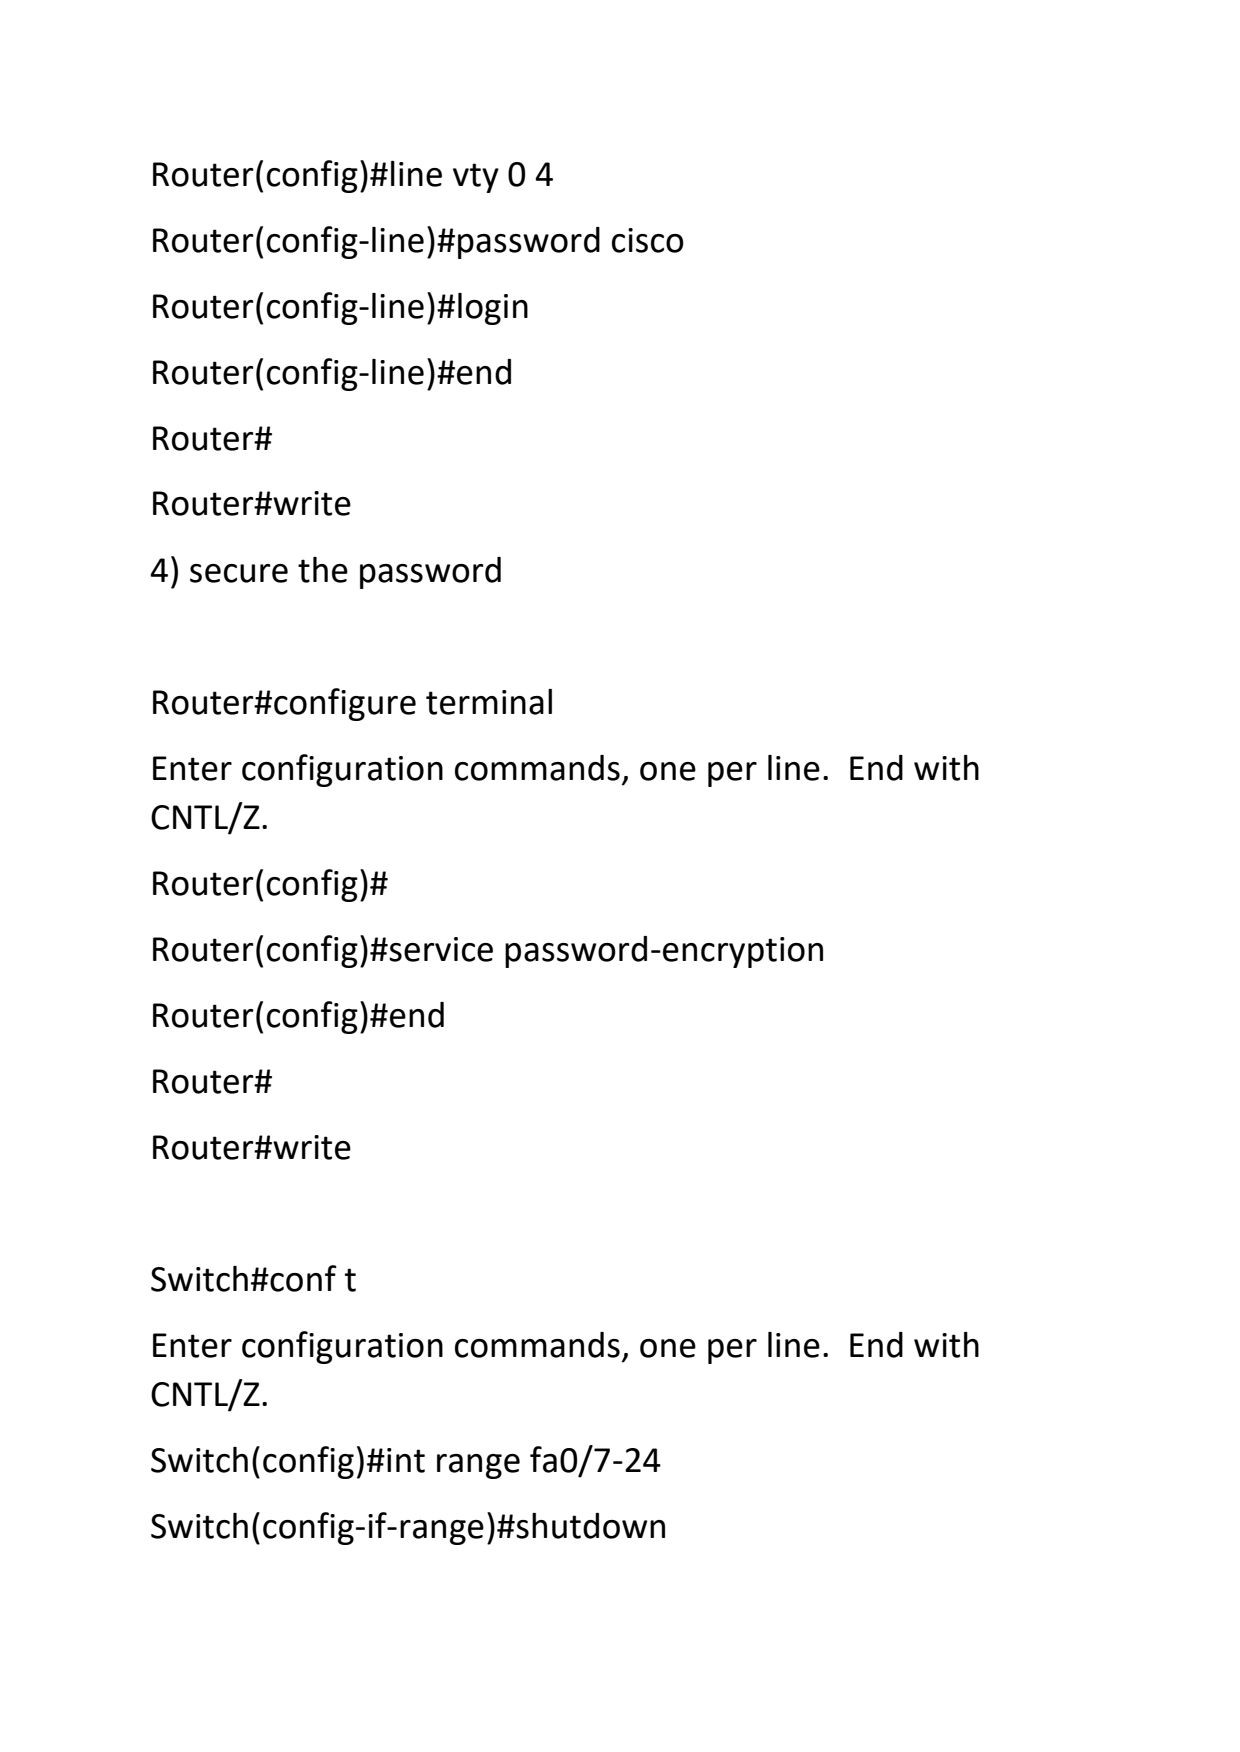 Router(config)#line vty 0 4
Router(config-line)#password cisco
Router(config-line)#login
Router(config-line)#end
Router#
Router#write
4) secure the password
Router#configure terminal
Enter configuration commands, one per line.  End with
CNTL/Z.
Router(config)#
Router(config)#service password-encryption
Router(config)#end
Router#
Router#write
Switch#conf t
Enter configuration commands, one per line.  End with
CNTL/Z.
Switch(config)#int range fa0/7-24
Switch(config-if-range)#shutdown